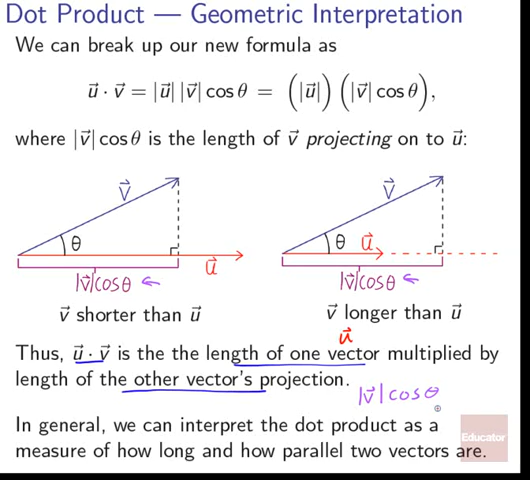 Dot Product — Geometric Interpretation
We can break up our new formula as
u⃗ · v⃗ = |u⃗| |v⃗| cos θ = (|u⃗|) (|v⃗| cos θ),
where |v⃗| cos θ is the length of v⃗ projecting on to u⃗:
v⃗
θ
u⃗
|v⃗|cosθ
v⃗ shorter than u⃗
v⃗
θ
u⃗
|v⃗|cosθ
v⃗ longer than u⃗
u⃗
Thus, u⃗ · v⃗ is the the length of one vector multiplied by
length of the other vector's projection.
|v⃗|cosθ
In general, we can interpret the dot product as a
measure of how long and how parallel two vectors are.
Educator